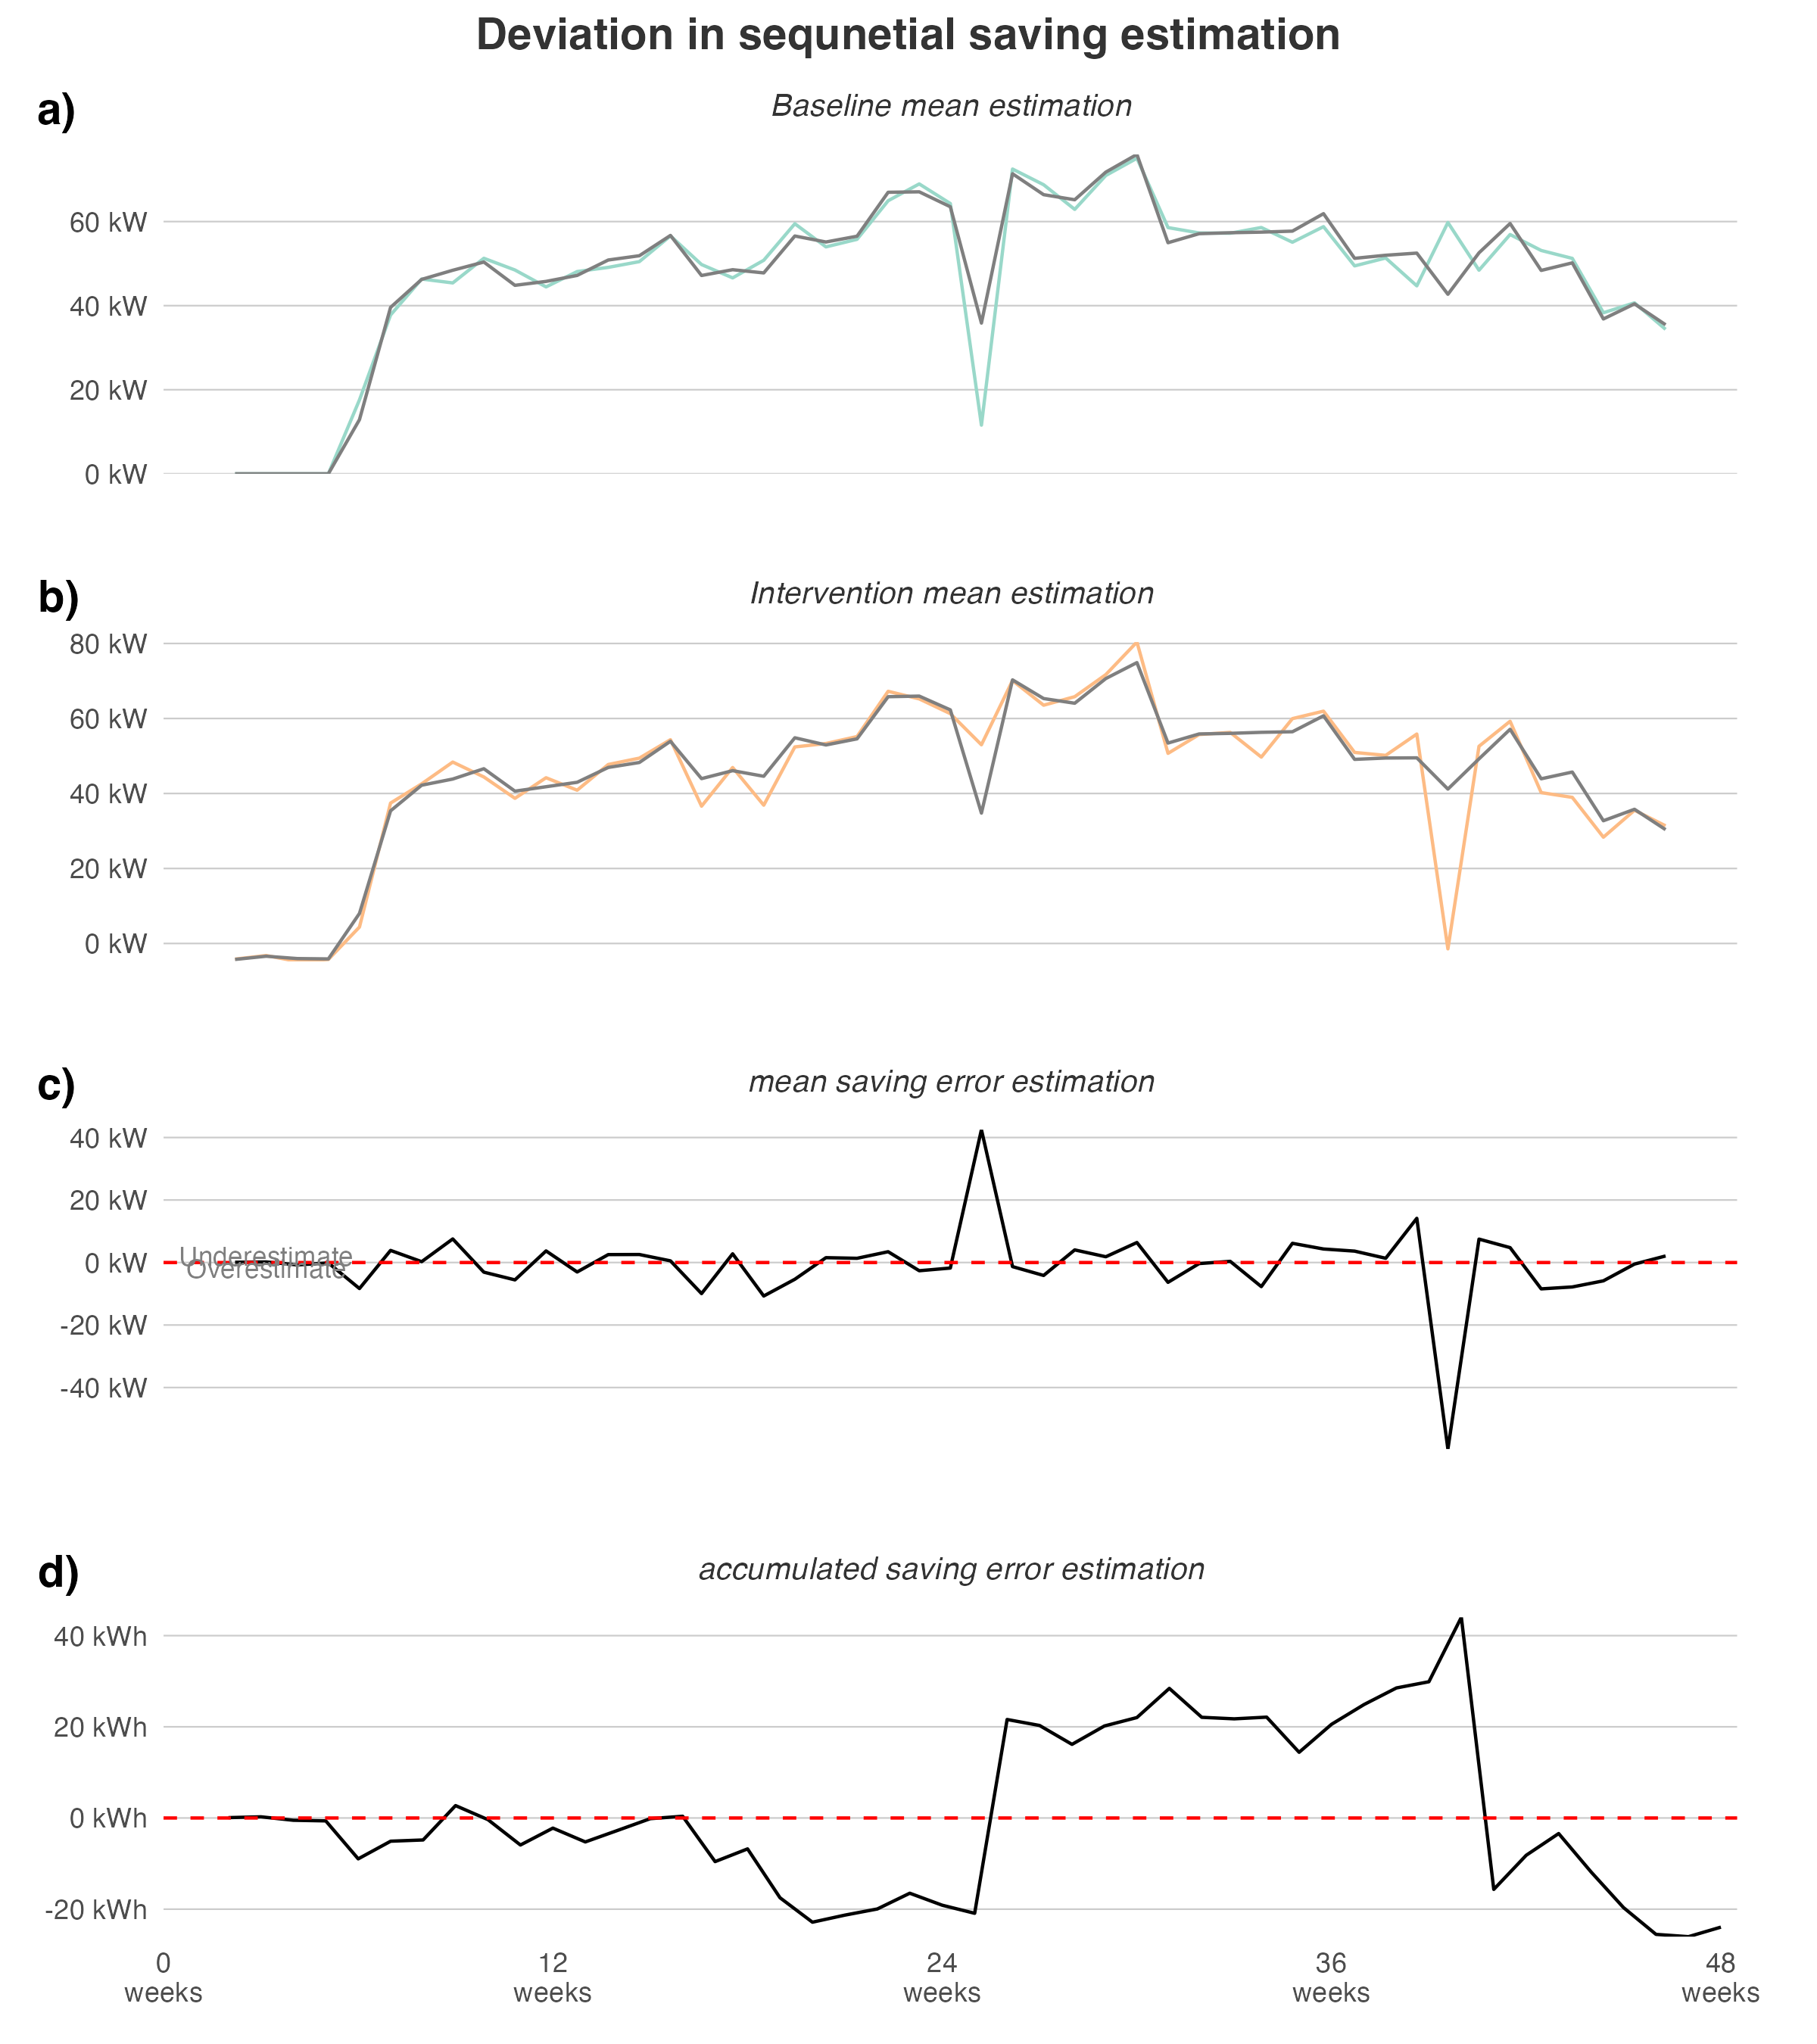 Deviation in sequnetial saving estimation
a)
Baseline mean estimation
60 kW
40 kW
20 kW
0 kW
b)
Intervention mean estimation
80 kW
60 kW
40 kW
20 kW
0 kW
c)
mean saving error estimation
40 kW
20 kW
Underestimate
0 kW
Overestimate
-20 kW
-40 kW
d)
accumulated saving error estimation
40 kWh
20 kWh
0 kWh
-20 kWh
0 12 24 36 48
weeks weeks weeks weeks weeks